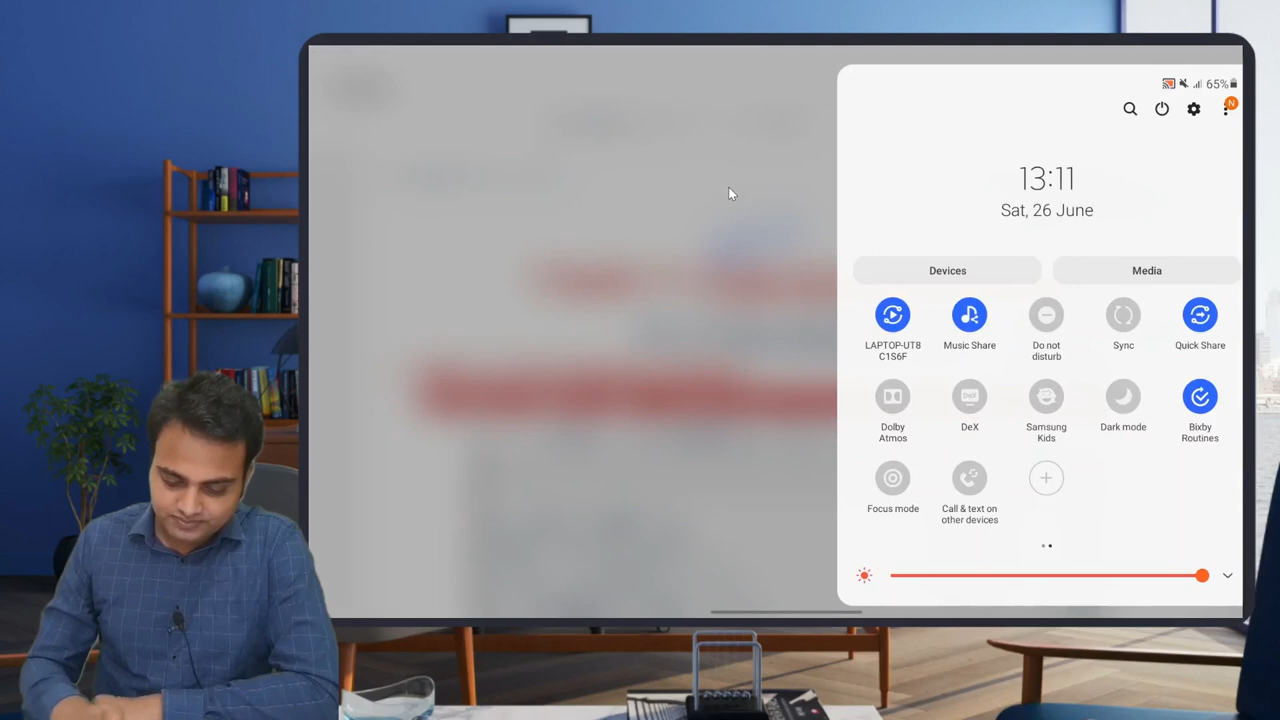 65%
N
13:11
Sat, 26 June
Devices
Media
LAPTOP-UT8
C1S6F
Music Share
Do not
disturb
Sync
Quick Share
Dolby
Atmos
DeX
DeX
Samsung
Kids
Dark mode
Bixby
Routines
Focus mode
Call & text on
other devices